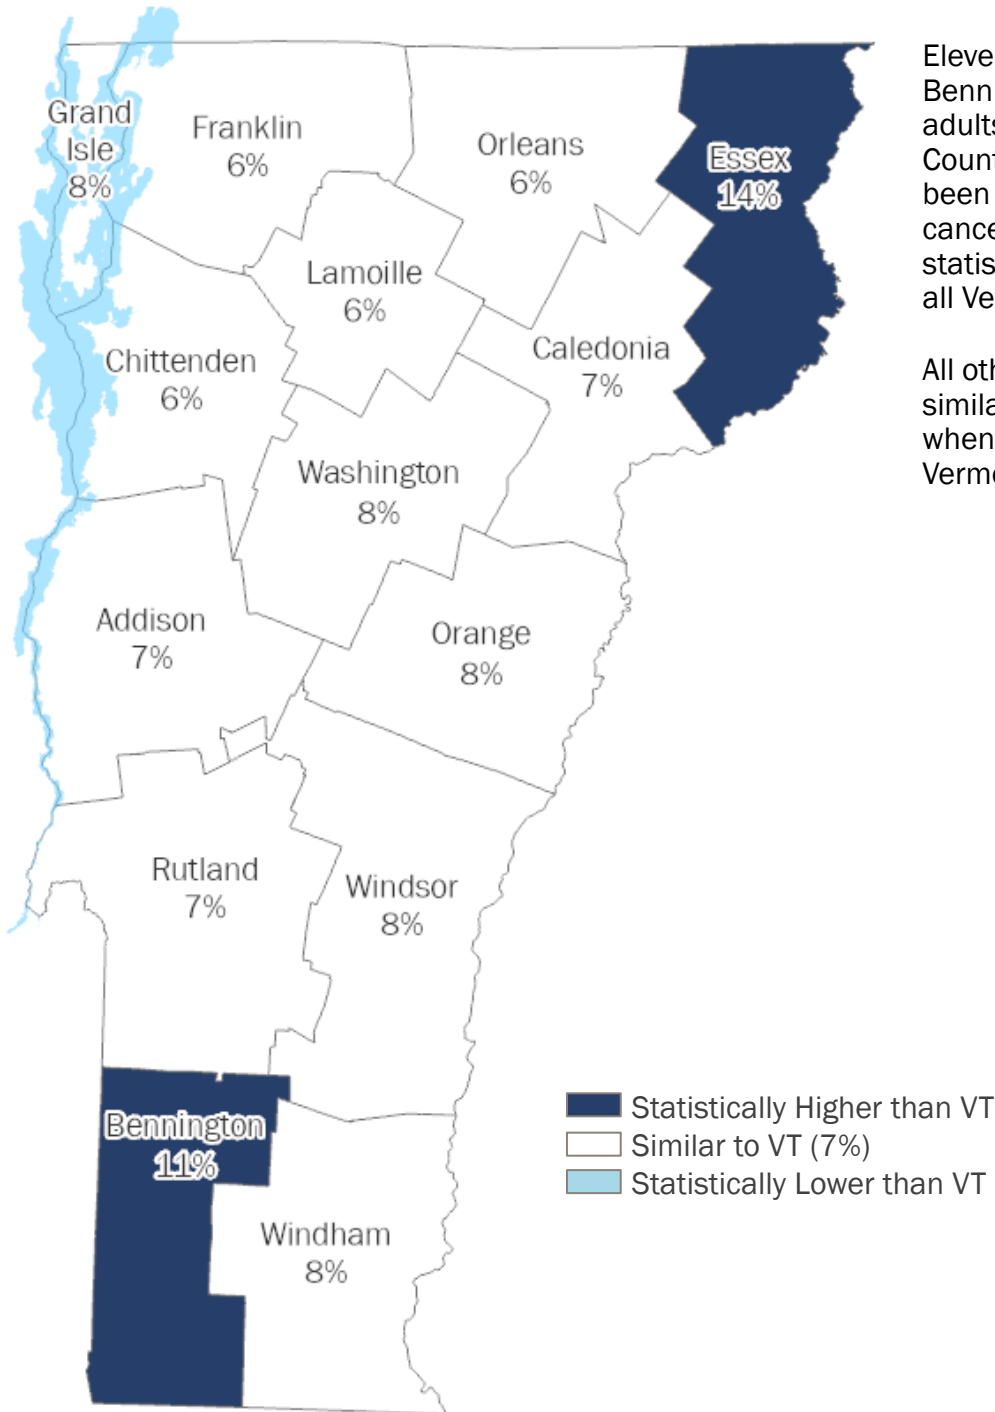 Grand
Isle
8%
Franklin
6%
Orleans
6%
Essex
14%
Lamoille
6%
Chittenden
6%
Caledonia
7%
Washington
8%
Addison
7%
Orange
8%
Rutland
7%
Windsor
8%
Bennington
11%
Windham
8%
Eleve
Benn
adults
Count
been
cance
statis
all Ve
All oth
simila
when
Vermo
Statistically Higher than VT
Similar to VT (7%)
Statistically Lower than VT